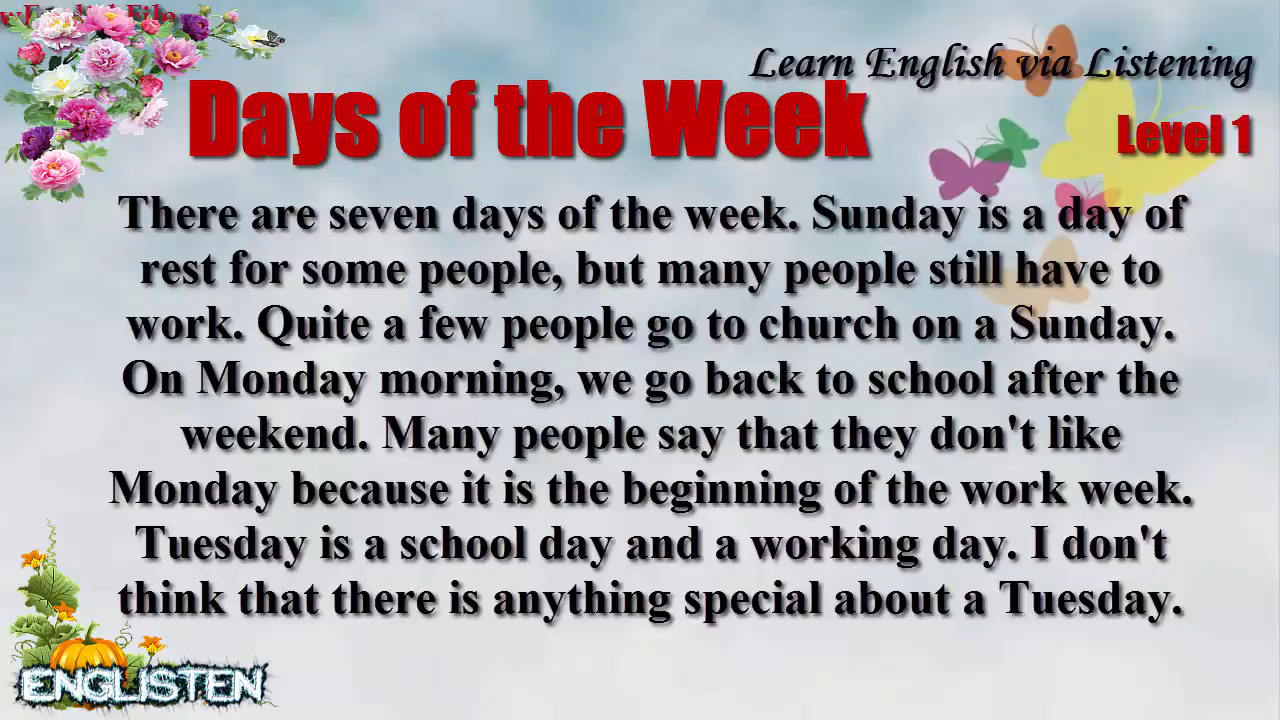 Learn English via Listening
Days of the Week
Level 1
There are seven days of the week. Sunday is a day of
rest for some people, but many people still have to
work. Quite a few people go to church on a Sunday.
On Monday morning, we go back to school after the
weekend. Many people say that they don't like
Monday because it is the beginning of the work week.
Tuesday is a school day and a working day. I don't
think that there is anything special about a Tuesday.
ENGLISTEN